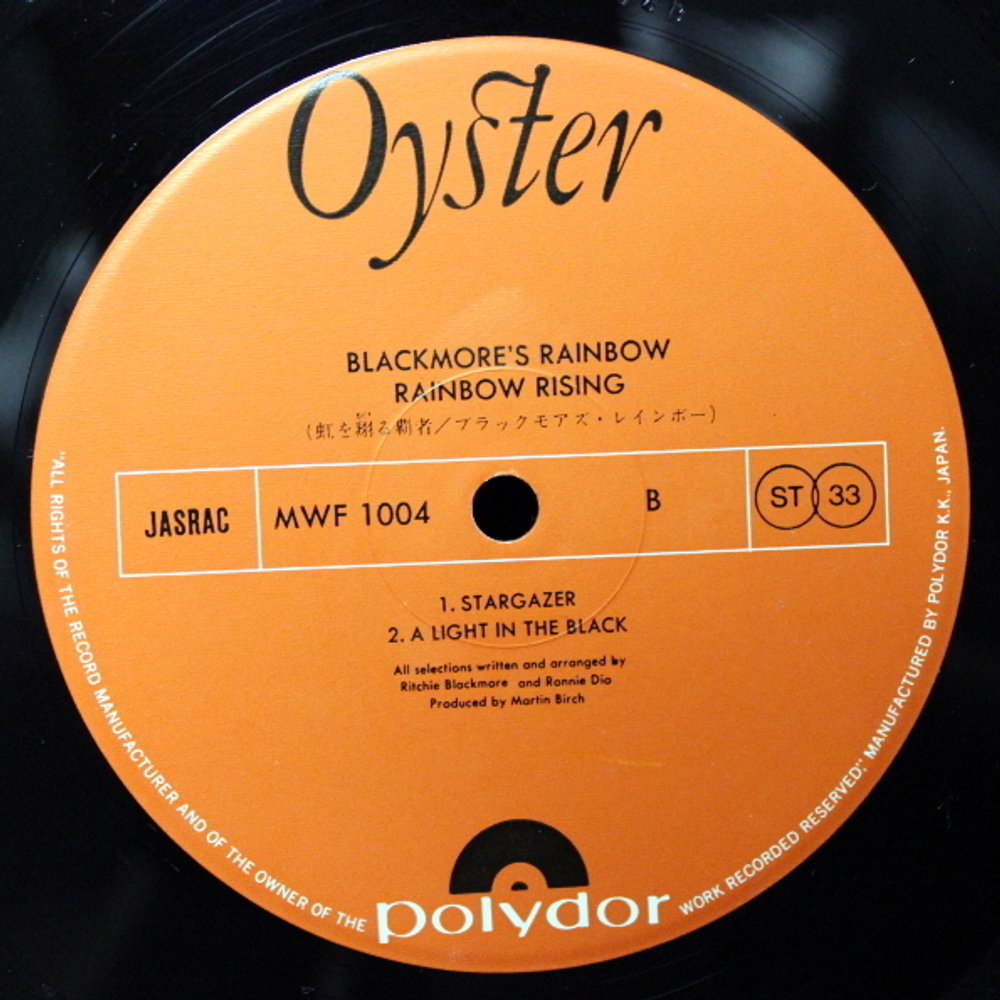 Oyster
BLACKMORE'S RAINBOW
RAINBOW RISING
(虹を翔る覇者／ブラックモアズ・レインボー)
JASRAC MWF 1004 B ST 33
1. STARGAZER
2. A LIGHT IN THE BLACK
All selections written and arranged by
Ritchie Blackmore and Ronnie Dio
Produced by Martin Birch
polydor
"ALL RIGHTS OF THE RECORD MANUFACTURER AND OF THE OWNER OF THE WORK RECORDED RESERVED." MANUFACTURED BY POLYDOR K.K., JAPAN.